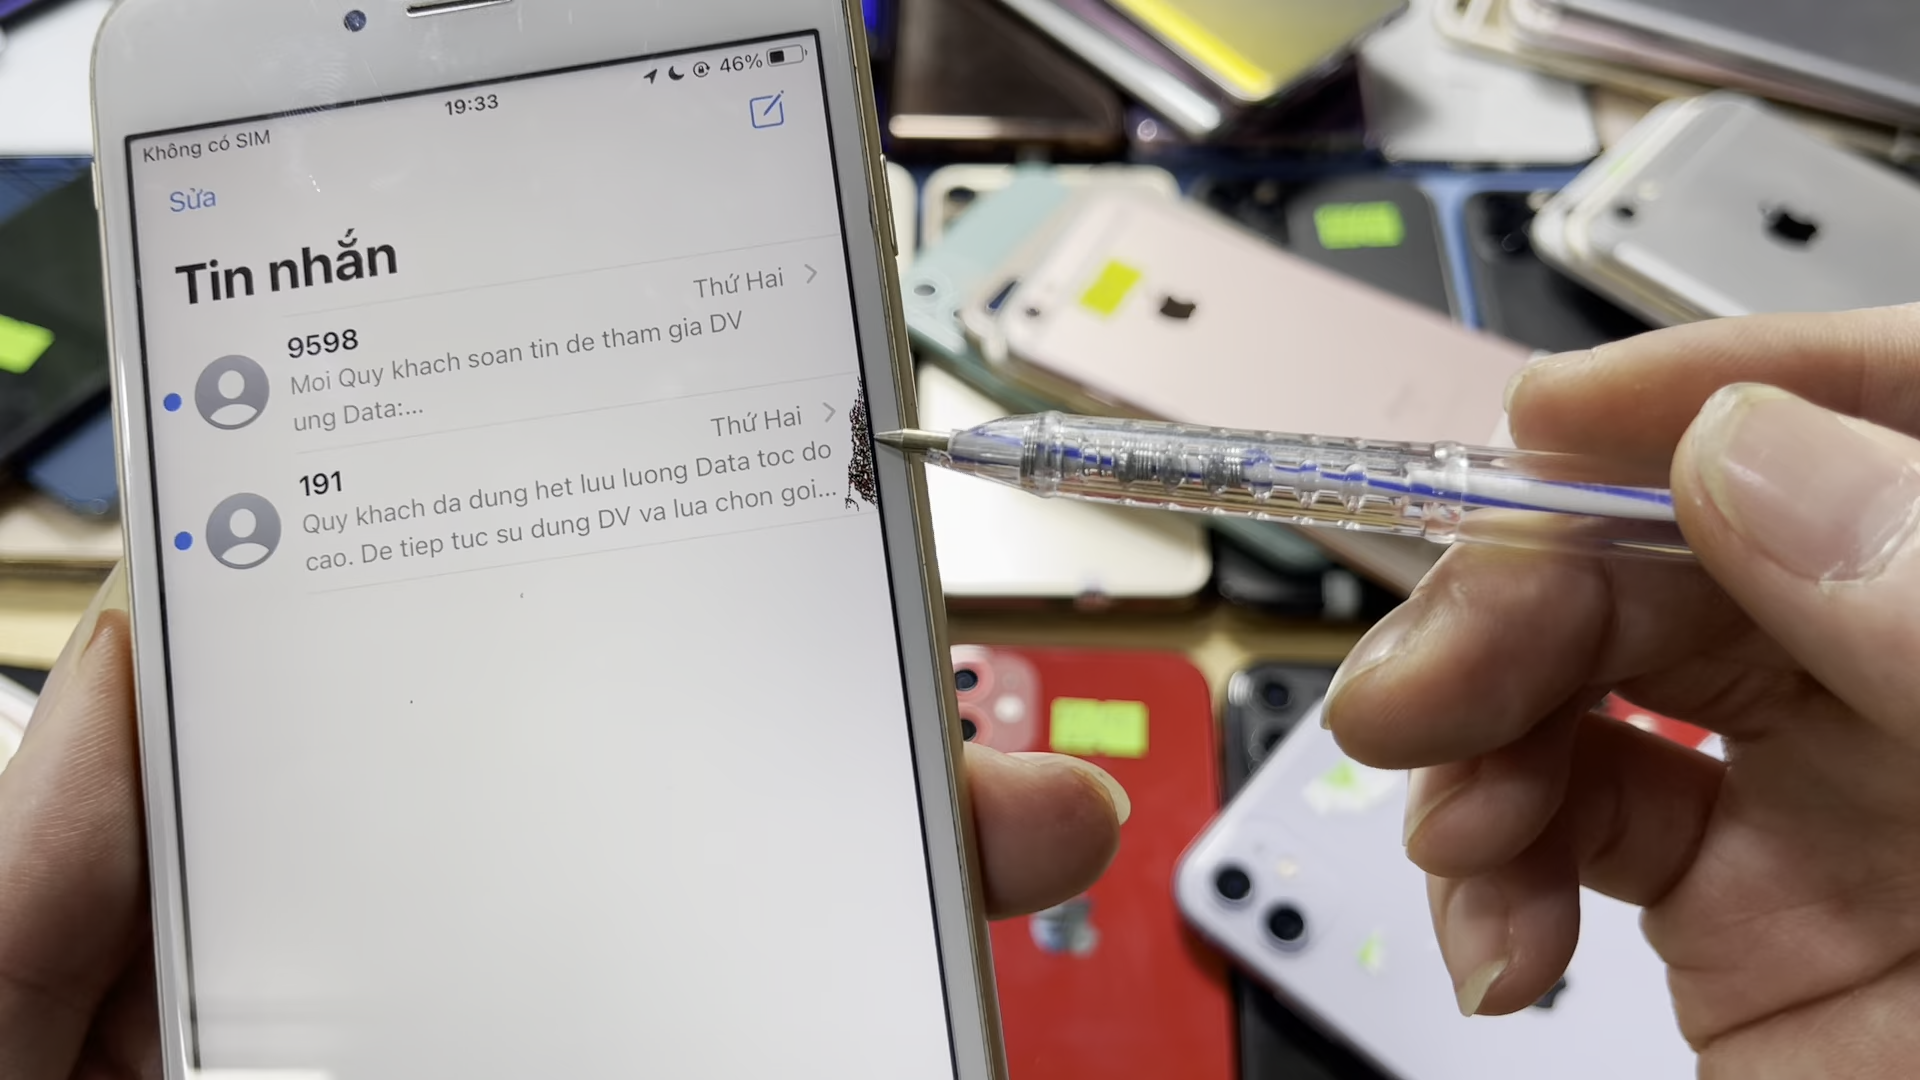 46%
19:33
Không có SIM
Sửa
Tin nhắn
9598
Thứ Hai
Moi Quy khach soan tin de tham gia DV
ung Data:...
191
Thứ Hai
Quy khach da dung het luu luong Data toc do
cao. De tiep tuc su dung DV va lua chon goi...